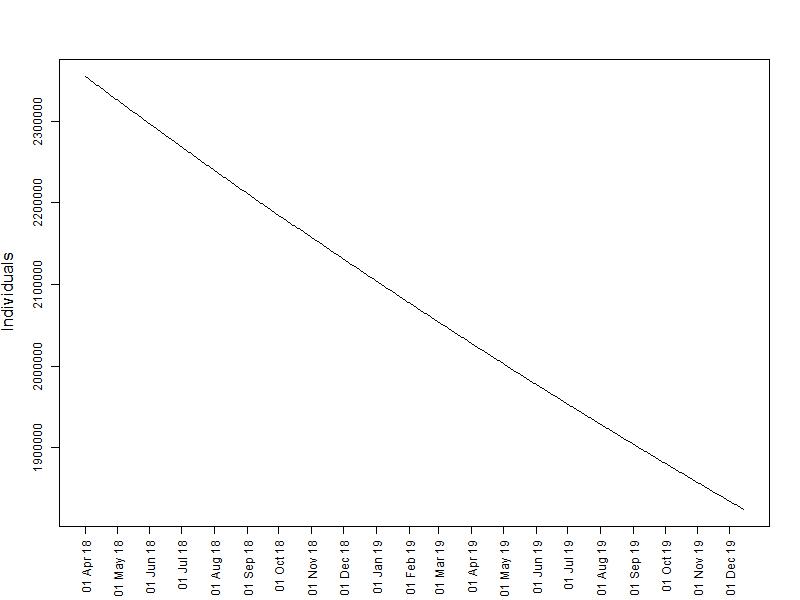 Individuals
2300000
2200000
2100000
2000000
1900000
01 Apr 18
01 May 18
01 Jun 18
01 Jul 18
01 Aug 18
01 Sep 18
01 Oct 18
01 Nov 18
01 Dec 18
01 Jan 19
01 Feb 19
01 Mar 19
01 Apr 19
01 May 19
01 Jun 19
01 Jul 19
01 Aug 19
01 Sep 19
01 Oct 19
01 Nov 19
01 Dec 19